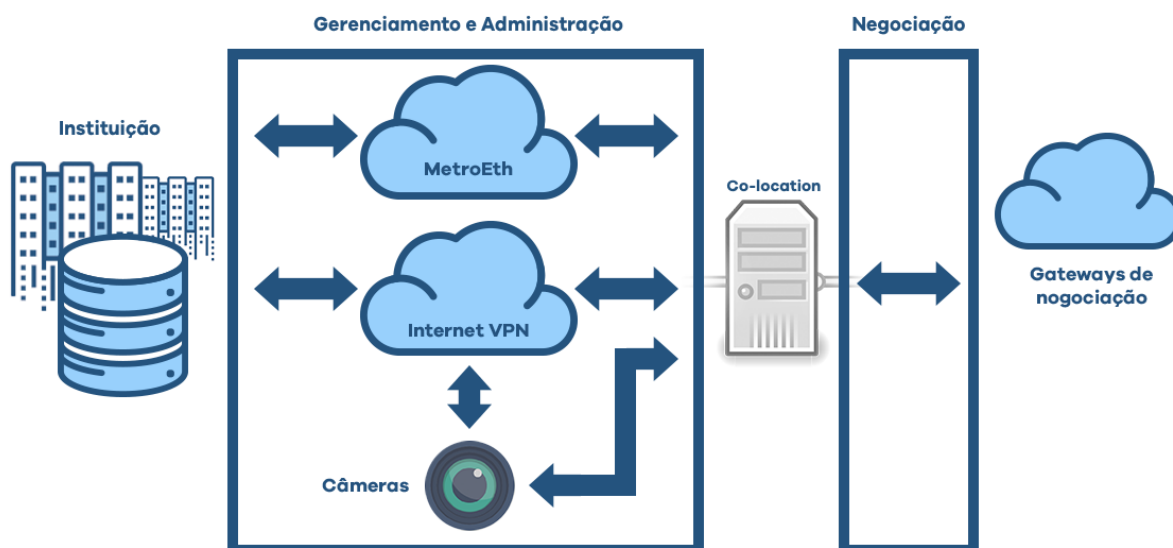 Gerenciamento e Administração
Negociação
Instituição
MetroEth
Co-location
Internet VPN
Gateways de
nogociação
Câmeras